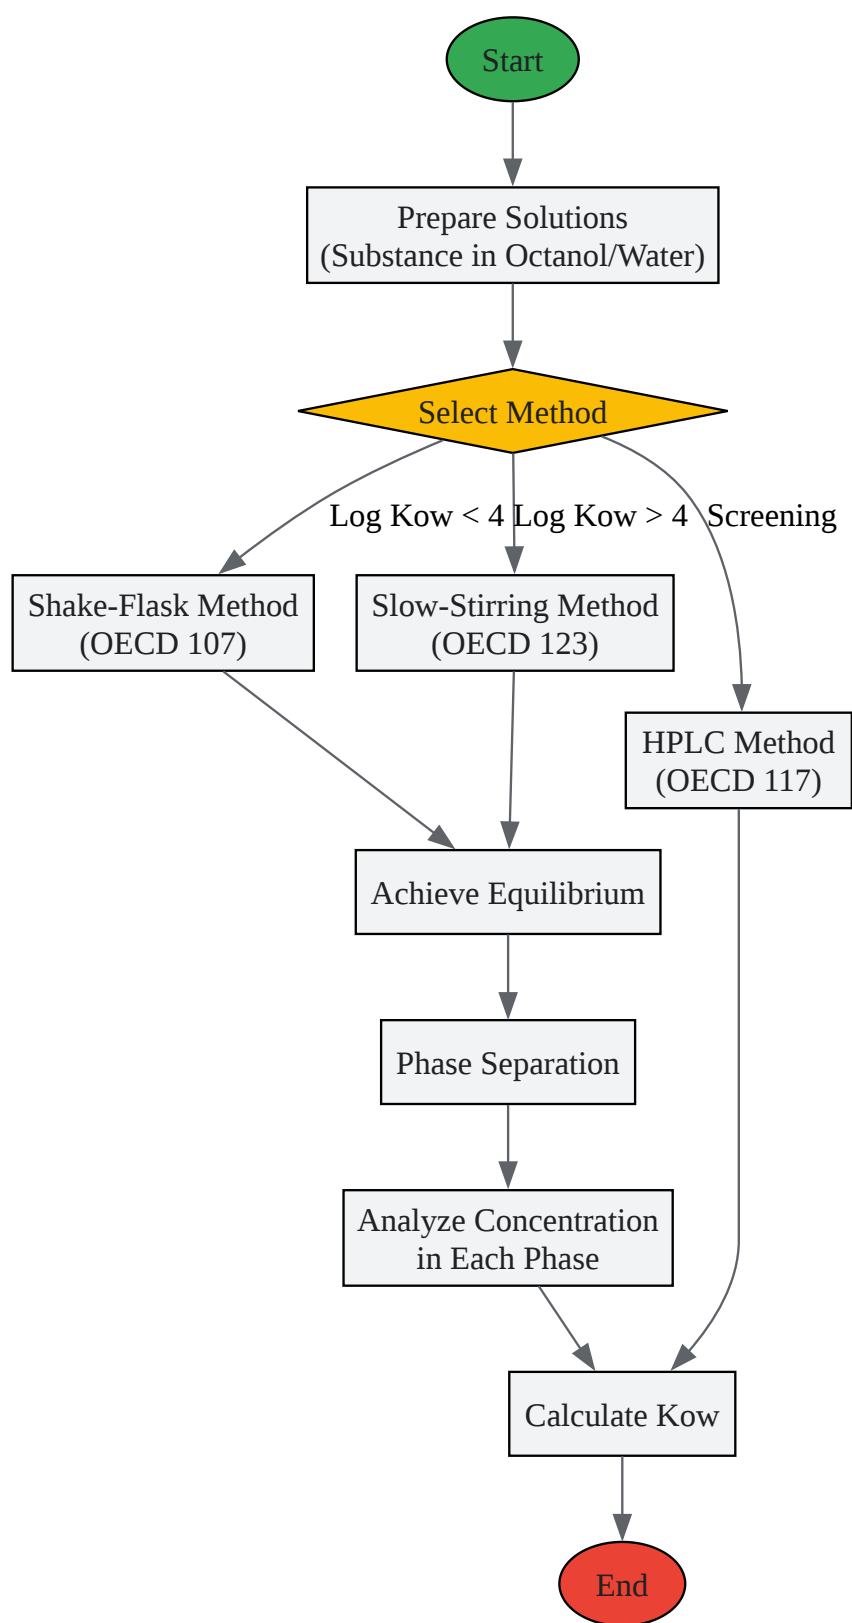 Start
Prepare Solutions
(Substance in Octanol/Water)
Select Method
Log Kow < 4
Log Kow > 4
Screening
Shake-Flask Method
(OECD 107)
Slow-Stirring Method
(OECD 123)
HPLC Method
(OECD 117)
Achieve Equilibrium
Phase Separation
Analyze Concentration
in Each Phase
Calculate Kow
End